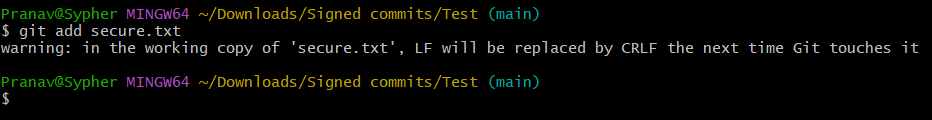 Pranav@Sypher MINGW64 ~/Downloads/Signed commits/Test (main)
$ git add secure.txt
warning: in the working copy of 'secure.txt', LF will be replaced by CRLF the next time Git touches it
Pranav@Sypher MINGW64 ~/Downloads/Signed commits/Test (main)
$